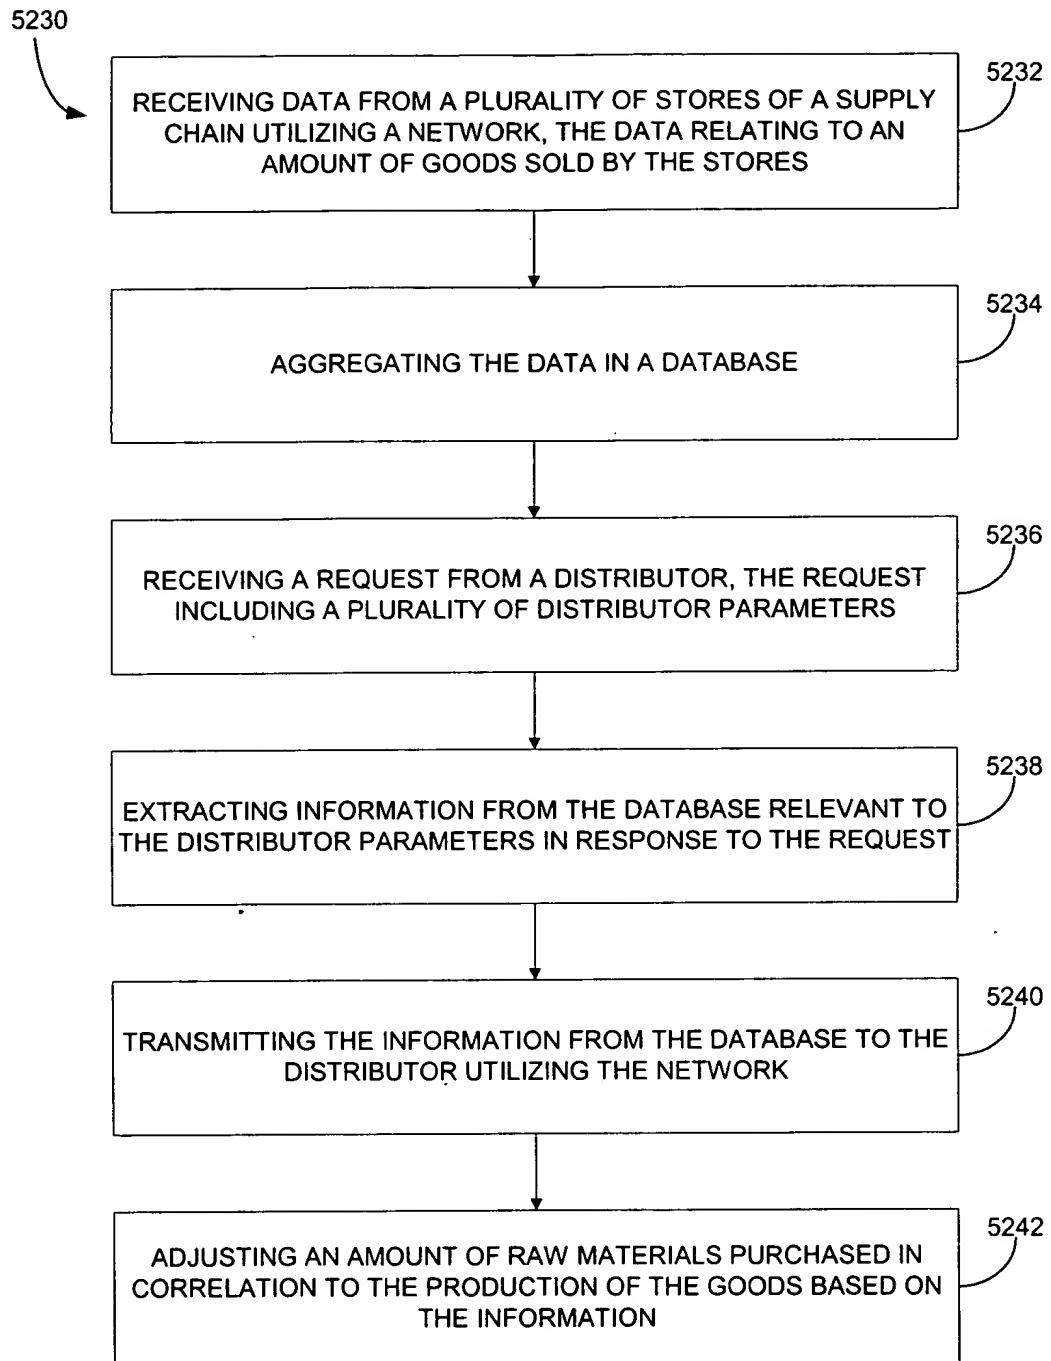 5230
5232
RECEIVING DATA FROM A PLURALITY OF STORES OF A SUPPLY
CHAIN UTILIZING A NETWORK, THE DATA RELATING TO AN
AMOUNT OF GOODS SOLD BY THE STORES
5234
AGGREGATING THE DATA IN A DATABASE
5236
RECEIVING A REQUEST FROM A DISTRIBUTOR, THE REQUEST
INCLUDING A PLURALITY OF DISTRIBUTOR PARAMETERS
5238
EXTRACTING INFORMATION FROM THE DATABASE RELEVANT TO
THE DISTRIBUTOR PARAMETERS IN RESPONSE TO THE REQUEST
5240
TRANSMITTING THE INFORMATION FROM THE DATABASE TO THE
DISTRIBUTOR UTILIZING THE NETWORK
5242
ADJUSTING AN AMOUNT OF RAW MATERIALS PURCHASED IN
CORRELATION TO THE PRODUCTION OF THE GOODS BASED ON
THE INFORMATION